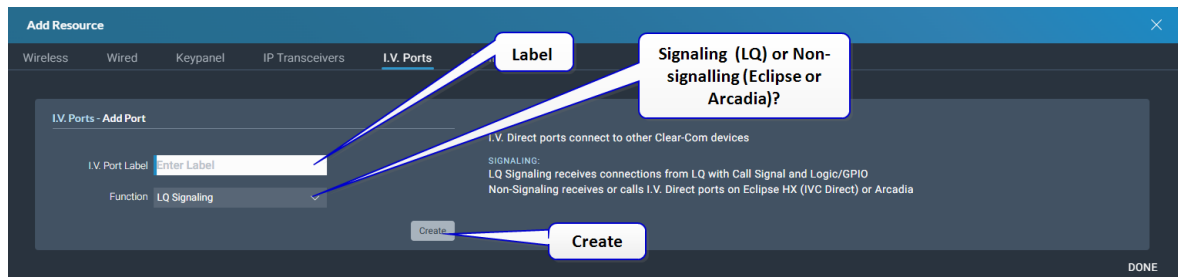 Add Resource
Wireless Wired Keypanel IP Transceivers I.V. Ports
Label
Signaling (LQ) or Non-
signalling (Eclipse or
Arcadia)?
I.V. Ports - Add Port
I.V. Direct ports connect to other Clear-Com devices
I.V. Port Label Enter Label
SIGNALING:
LQ Signaling receives connections from LQ with Call Signal and Logic/GPIO
Function LQ Signaling
Non-Signaling receives or calls I.V. Direct ports on Eclipse HX (IVC Direct) or Arcadia
Create
Create
DONE